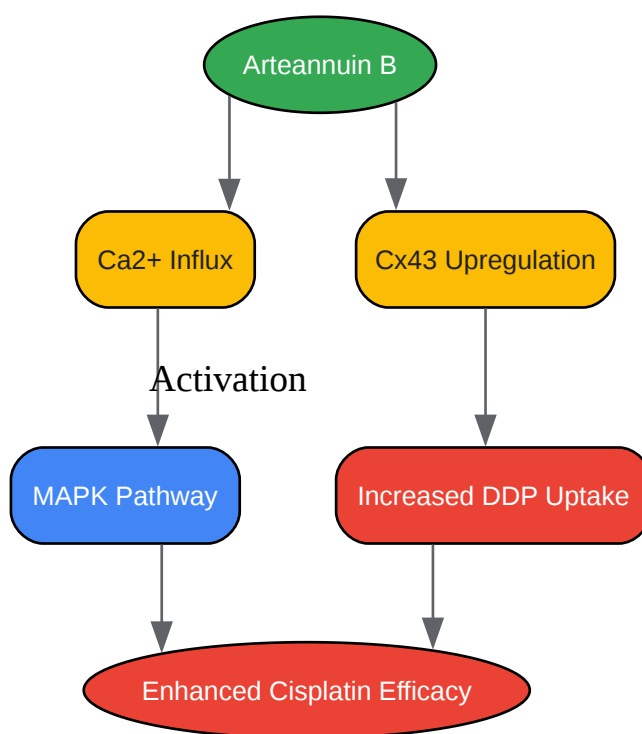 Arteannuin B
Ca2+ Influx
Cx43 Upregulation
Activation
MAPK Pathway
Increased DDP Uptake
Enhanced Cisplatin Efficacy